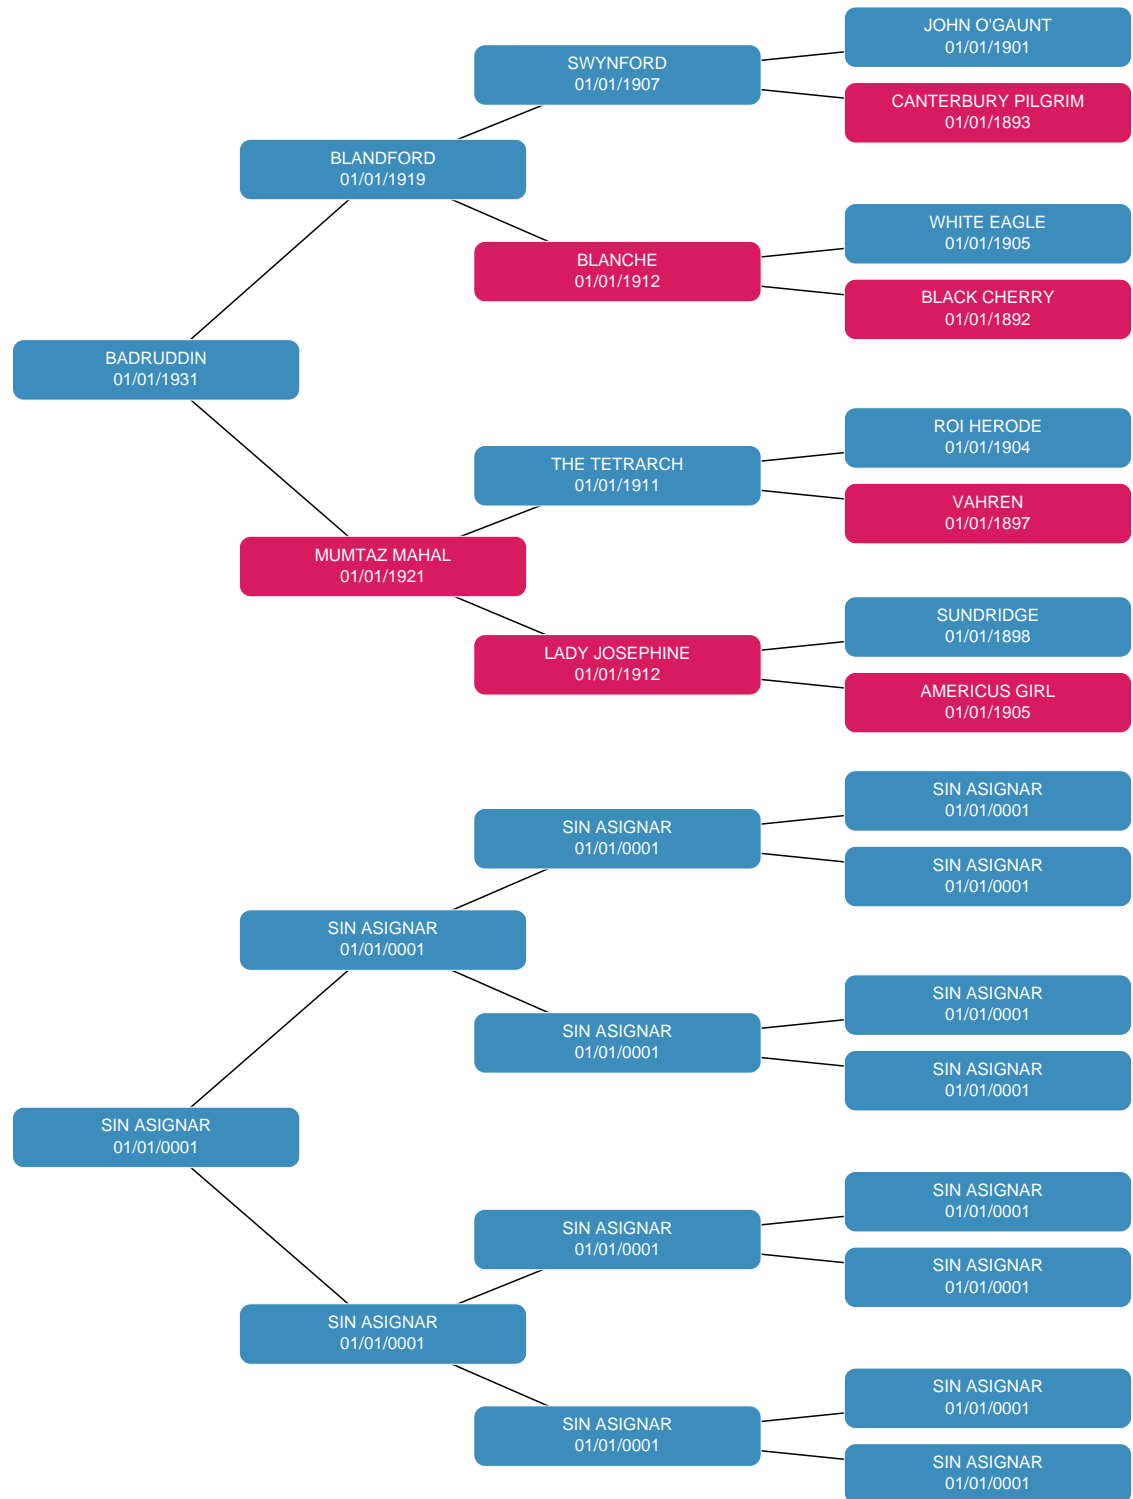 JOHN O'GAUNT
01/01/1901
SWYNFORD
01/01/1907
CANTERBURY PILGRIM
01/01/1893
BLANDFORD
01/01/1919
WHITE EAGLE
01/01/1905
BLANCHE
01/01/1912
BLACK CHERRY
01/01/1892
BADRUDDIN
01/01/1931
ROI HERODE
01/01/1904
THE TETRARCH
01/01/1911
VAHREN
01/01/1897
MUMTAZ MAHAL
01/01/1921
SUNDRIDGE
01/01/1898
LADY JOSEPHINE
01/01/1912
AMERICUS GIRL
01/01/1905
SIN ASIGNAR
01/01/0001
SIN ASIGNAR
01/01/0001
SIN ASIGNAR
01/01/0001
SIN ASIGNAR
01/01/0001
SIN ASIGNAR
01/01/0001
SIN ASIGNAR
01/01/0001
SIN ASIGNAR
01/01/0001
SIN ASIGNAR
01/01/0001
SIN ASIGNAR
01/01/0001
SIN ASIGNAR
01/01/0001
SIN ASIGNAR
01/01/0001
SIN ASIGNAR
01/01/0001
SIN ASIGNAR
01/01/0001
SIN ASIGNAR
01/01/0001
SIN ASIGNAR
01/01/0001